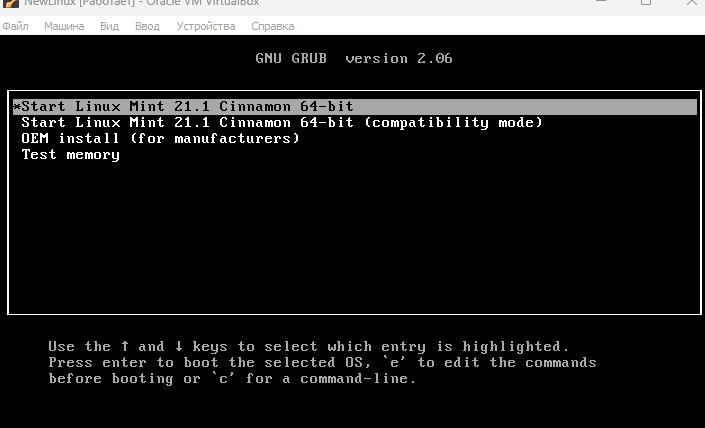 NewLinux [Работает] - Oracle VM VirtualBox
Файл Машина Вид Ввод Устройства Справка
GNU GRUB version 2.06
*Start Linux Mint 21.1 Cinnamon 64-bit
Start Linux Mint 21.1 Cinnamon 64-bit (compatibility mode)
OEM install (for manufacturers)
Test memory
Use the ↑ and ↓ keys to select which entry is highlighted.
Press enter to boot the selected OS, `e' to edit the commands
before booting or `c' for a command-line.